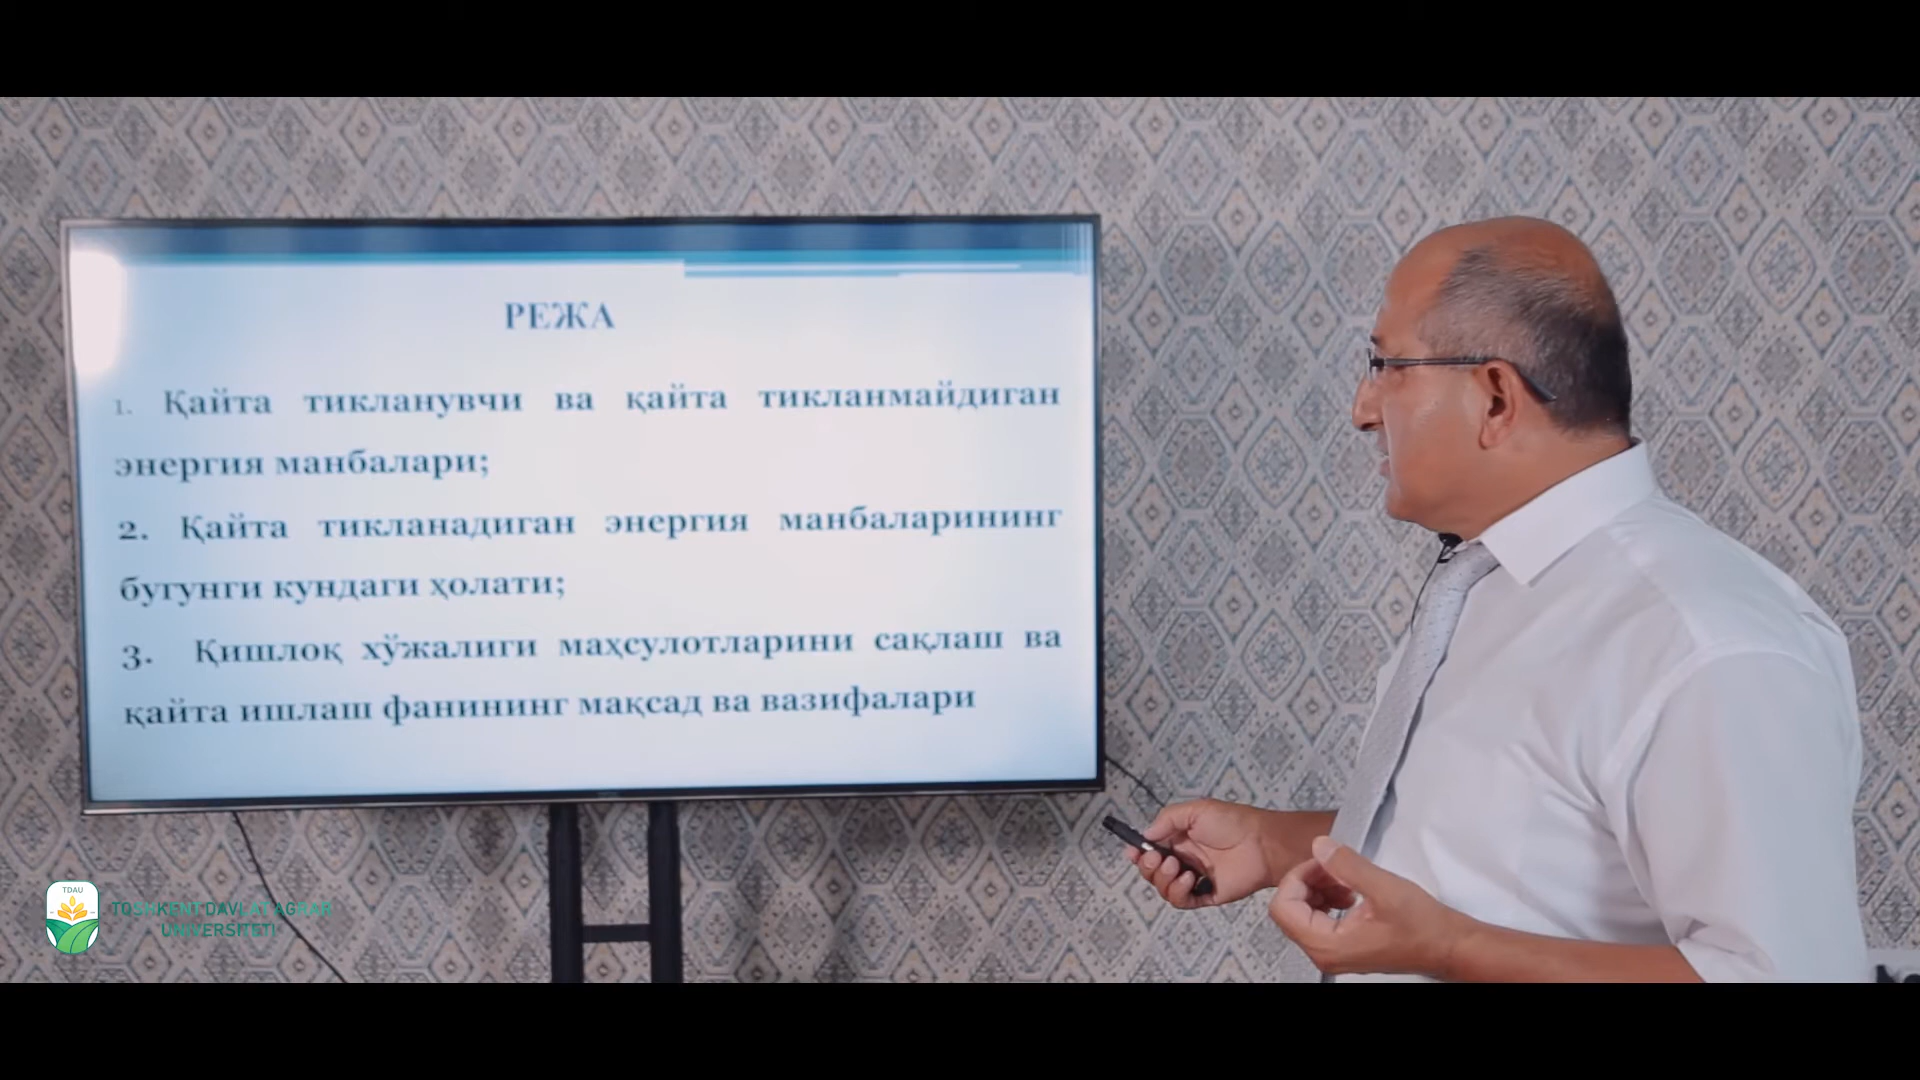 РЕЖА
1. Қайта тикланувчи ва қайта тикланмайдиган
энергия манбалари;
2. Қайта тикланадиган энергия манбаларининг
бугунги кундаги ҳолати;
3. Қишлоқ хўжалиги маҳсулотларини сақлаш ва
қайта ишлаш фанининг мақсад ва вазифалари
TDAU
TOSHKENT DAVLAT AGRAR
UNIVERSITETI